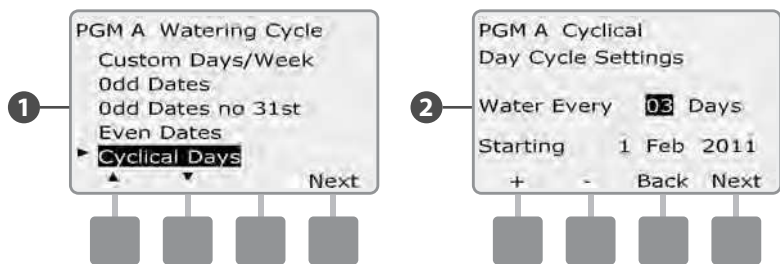 1
PGM A Watering Cycle
Custom Days/Week
Odd Dates
Odd Dates no 31st
Even Dates
Cyclical Days
Next
2
PGM A Cyclical
Day Cycle Settings
Water Every 03 Days
Starting 1 Feb 2011
+ - Back Next